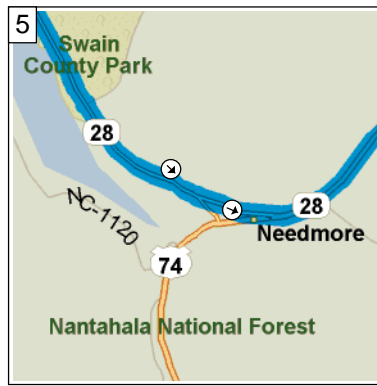 5
Swain
County Park
28
NC-1120
28
Needmore
74
Nantahala National Forest